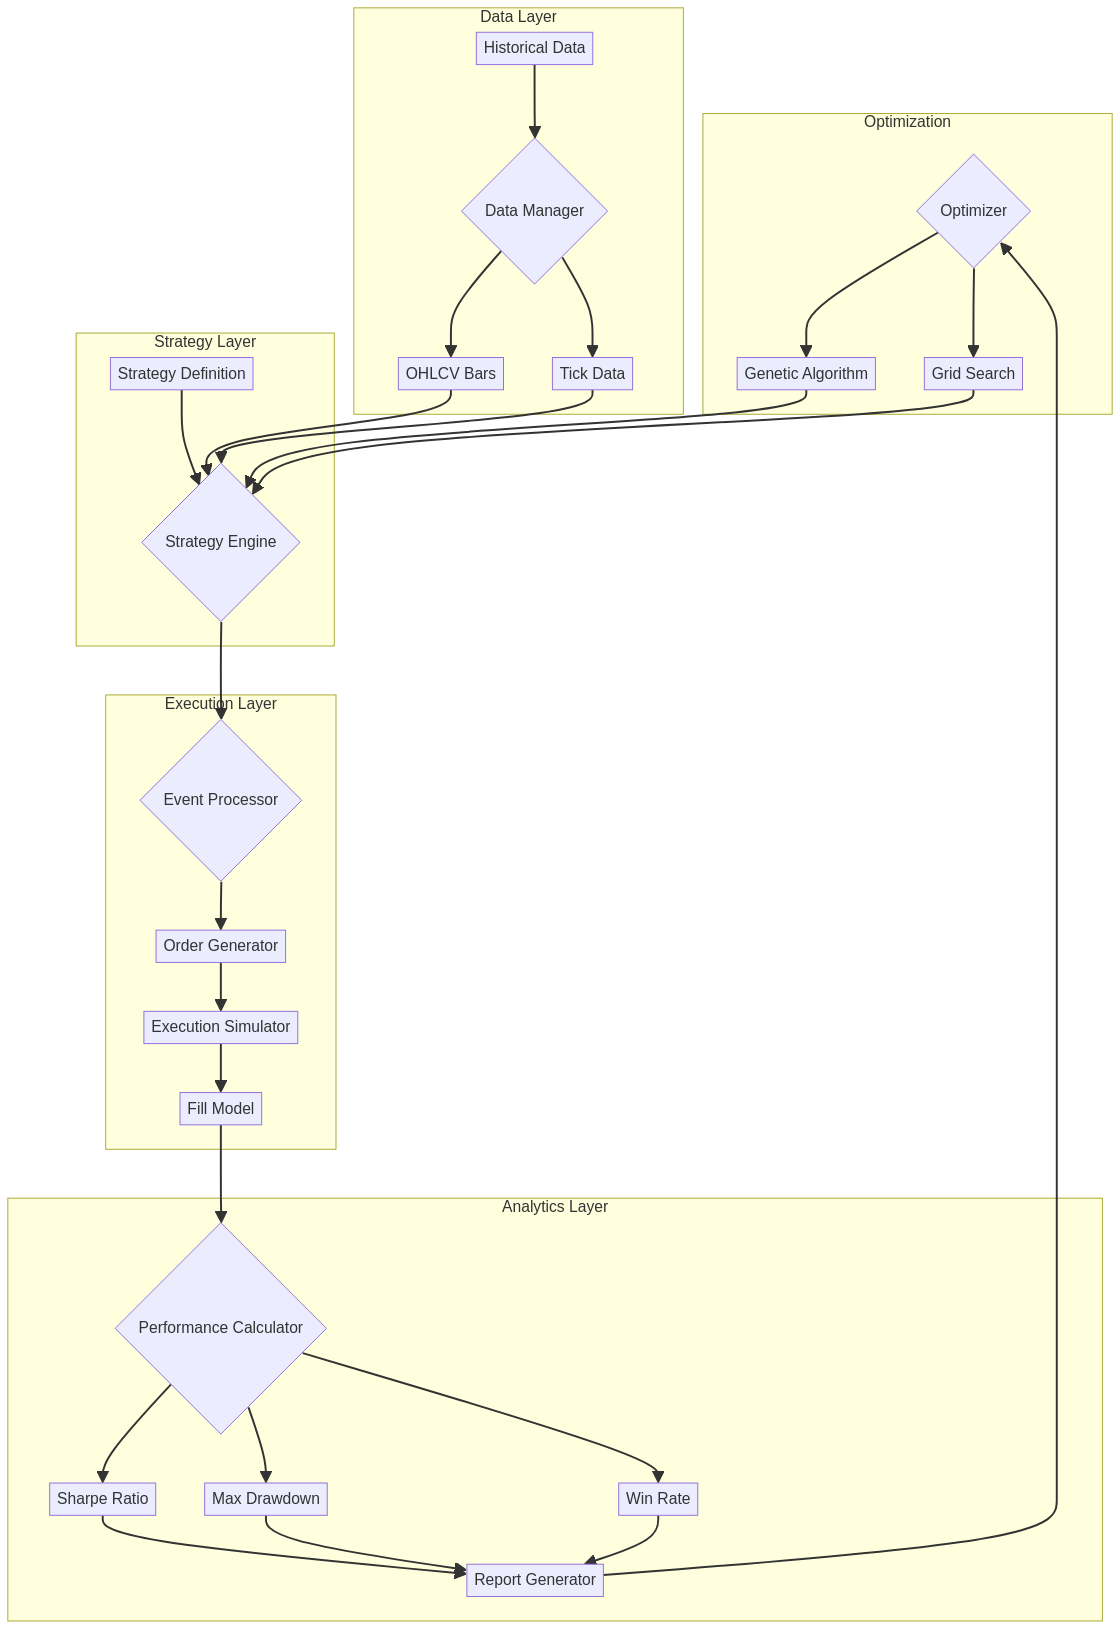 Data Layer
Historical Data
Optimization
Data Manager
Optimizer
Strategy Layer
Strategy Definition
OHLCV Bars
Tick Data
Genetic Algorithm
Grid Search
Strategy Engine
Execution Layer
Event Processor
Order Generator
Execution Simulator
Fill Model
Analytics Layer
Performance Calculator
Sharpe Ratio
Max Drawdown
Win Rate
Report Generator